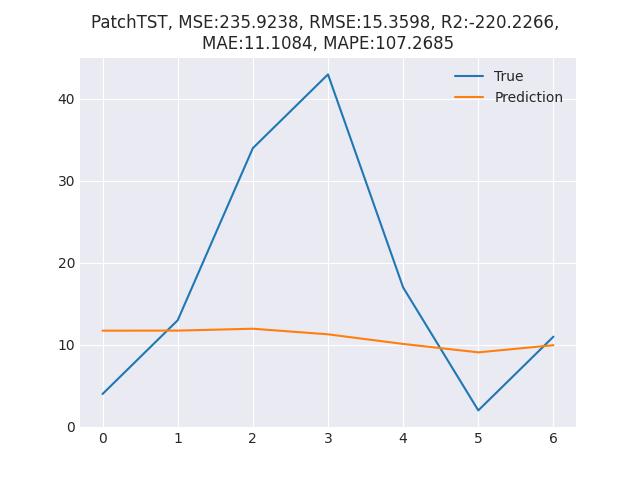 PatchTST, MSE:235.9238, RMSE:15.3598, R2:-220.2266,
MAE:11.1084, MAPE:107.2685
True
Prediction
40
30
20
10
0
0 1 2 3 4 5 6